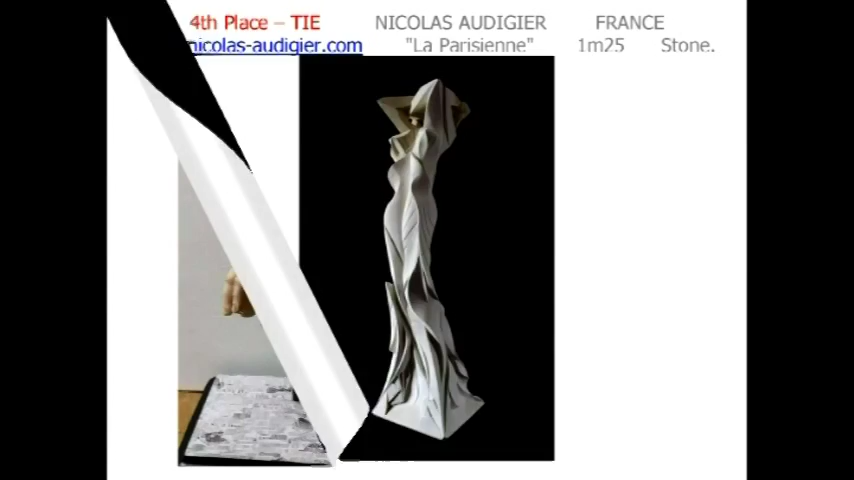 4th Place – TIE NICOLAS AUDIGIER FRANCE
nicolas-audigier.com "La Parisienne" 1m25 Stone.